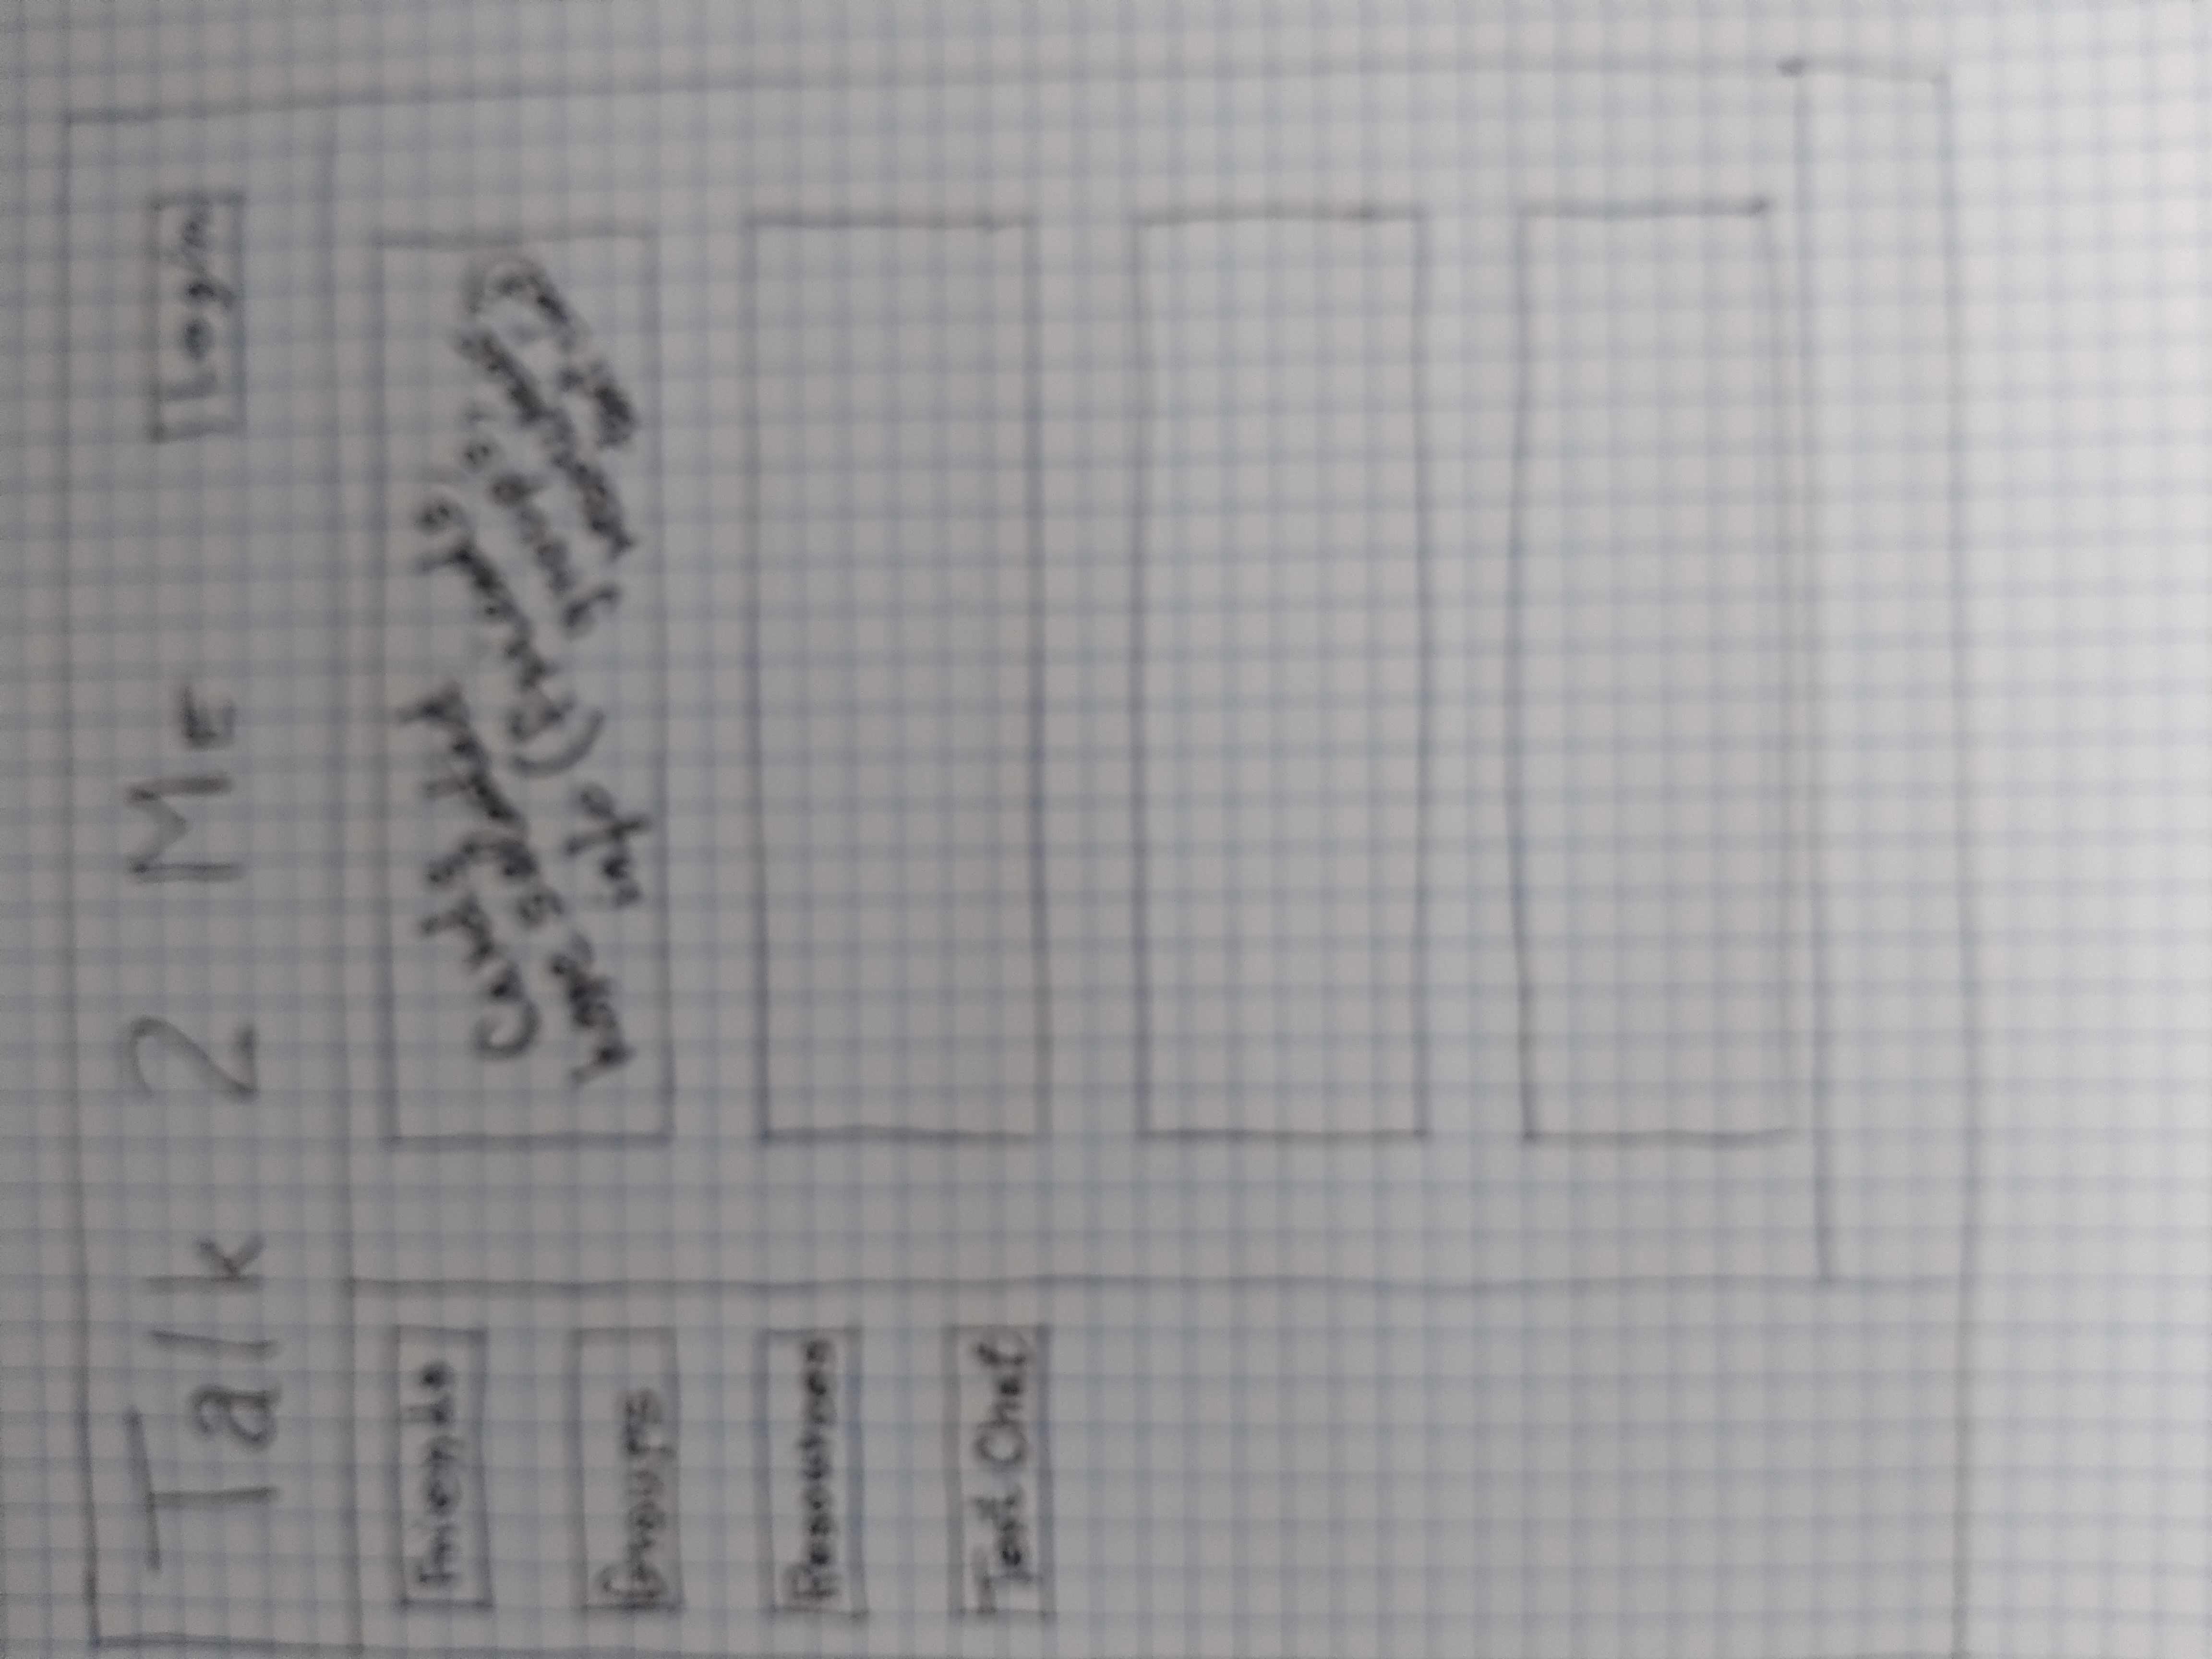 Talk 2 Me
Login
Friends
Groups
Resources
Text Chat
Cards
have selected
info (Friends,
groups,
resources,
text chat)